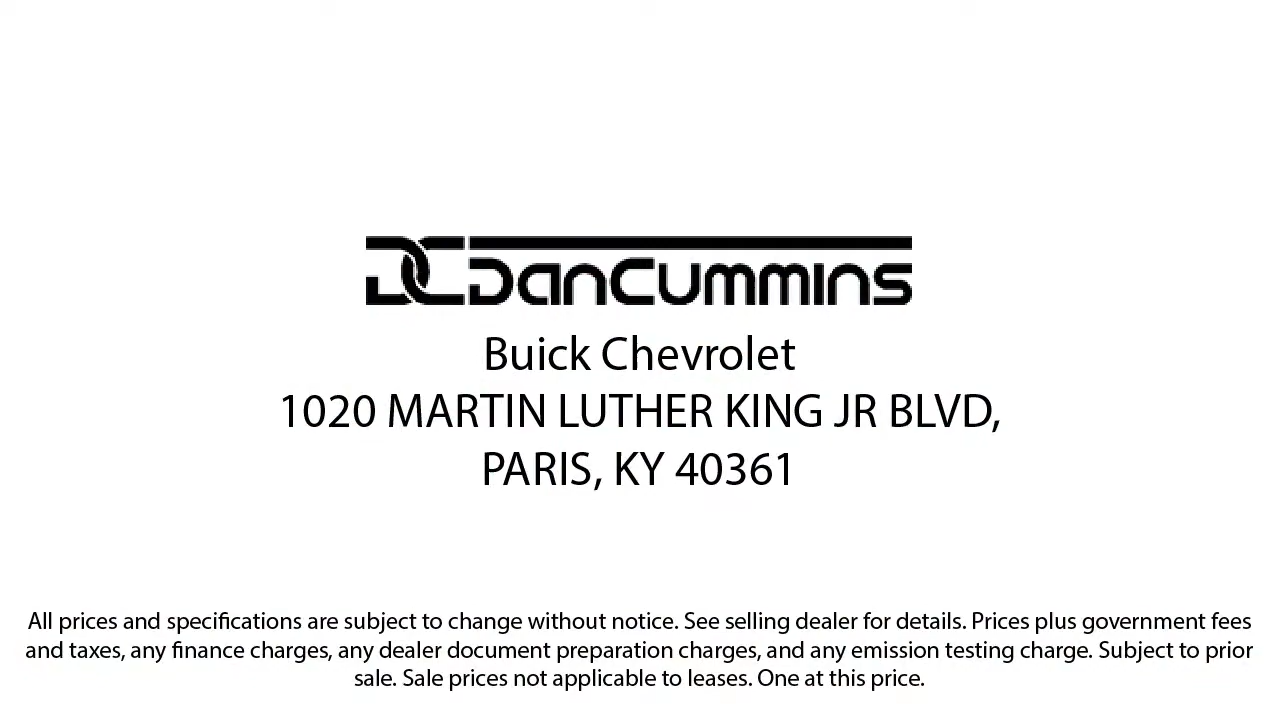 DC DanCummins
Buick Chevrolet
1020 MARTIN LUTHER KING JR BLVD,
PARIS, KY 40361
All prices and specifications are subject to change without notice. See selling dealer for details. Prices plus government fees
and taxes, any finance charges, any dealer document preparation charges, and any emission testing charge. Subject to prior
sale. Sale prices not applicable to leases. One at this price.